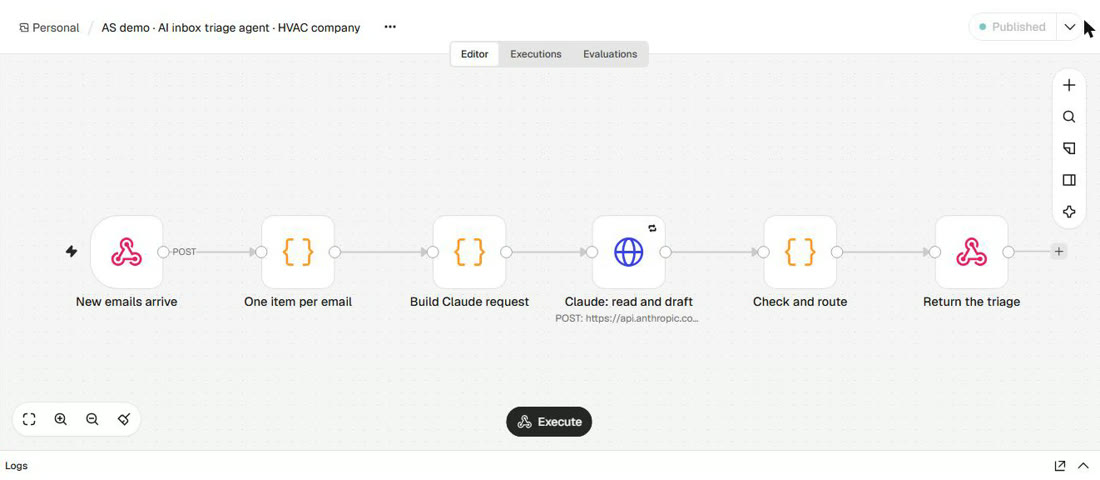 Personal / AS demo · AI inbox triage agent · HVAC company ...
Published
Editor Executions Evaluations
POST
New emails arrive
One item per email
Build Claude request
Claude: read and draft
POST: https://api.anthropic.co...
Check and route
Return the triage
Execute
Logs